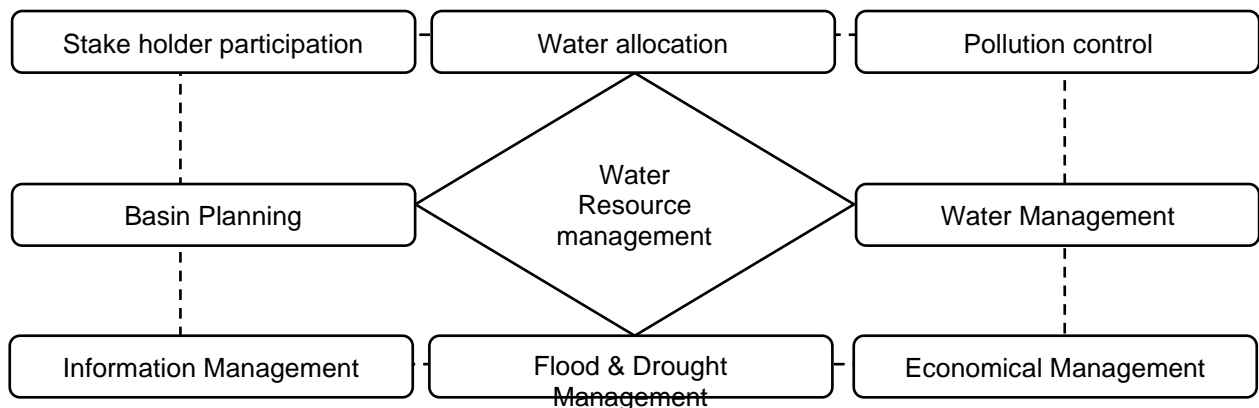 Stake holder participation
Water allocation
Pollution control
Basin Planning
Water
Resource
management
Water Management
Information Management
Flood & Drought
Management
Economical Management